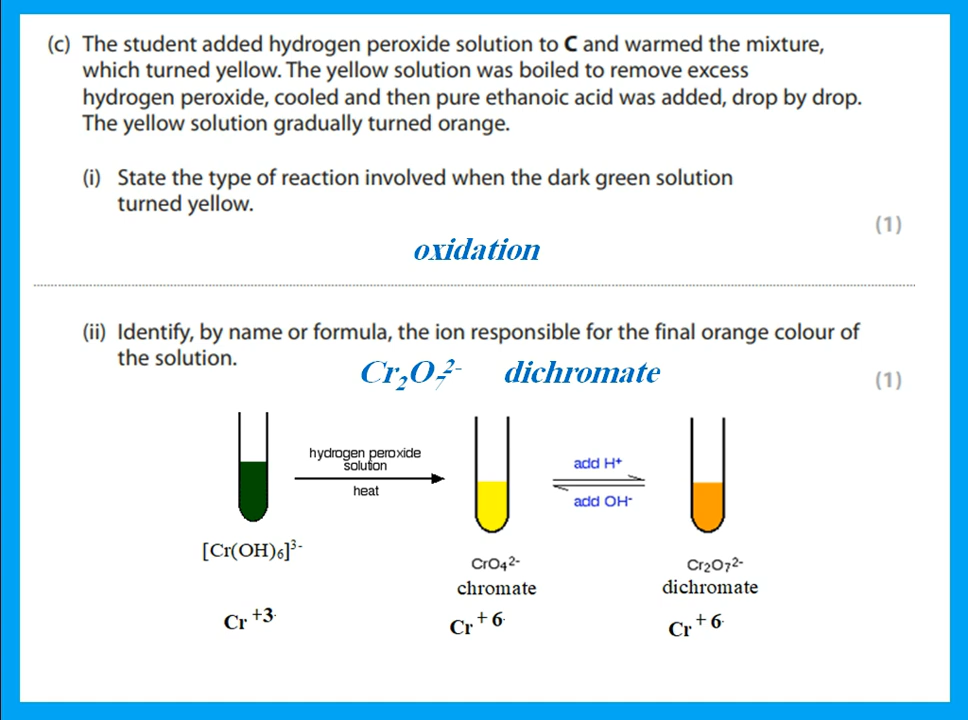 (c) The student added hydrogen peroxide solution to C and warmed the mixture,
which turned yellow. The yellow solution was boiled to remove excess
hydrogen peroxide, cooled and then pure ethanoic acid was added, drop by drop.
The yellow solution gradually turned orange.
(i) State the type of reaction involved when the dark green solution
turned yellow.
(1)
oxidation
(ii) Identify, by name or formula, the ion responsible for the final orange colour of
the solution.
Cr₂O₇²⁻ dichromate
(1)
hydrogen peroxide
solution
heat
add H⁺
add OH⁻
[Cr(OH)₆]³⁻
CrO₄²⁻
chromate
Cr₂O₇²⁻
dichromate
Cr +3
Cr + 6
Cr + 6